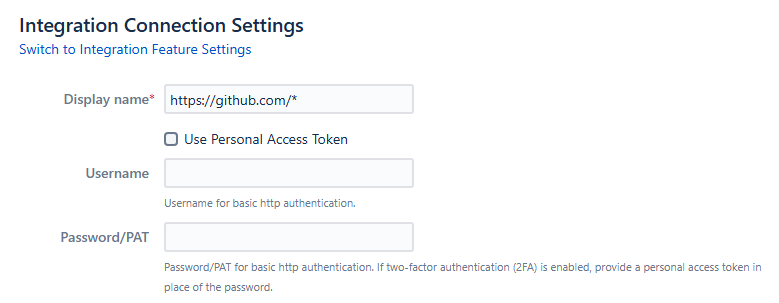 Integration Connection Settings
Switch to Integration Feature Settings
Display name* https://github.com/*
Use Personal Access Token
Username
Username for basic http authentication.
Password/PAT
Password/PAT for basic http authentication. If two-factor authentication (2FA) is enabled, provide a personal access token in
place of the password.